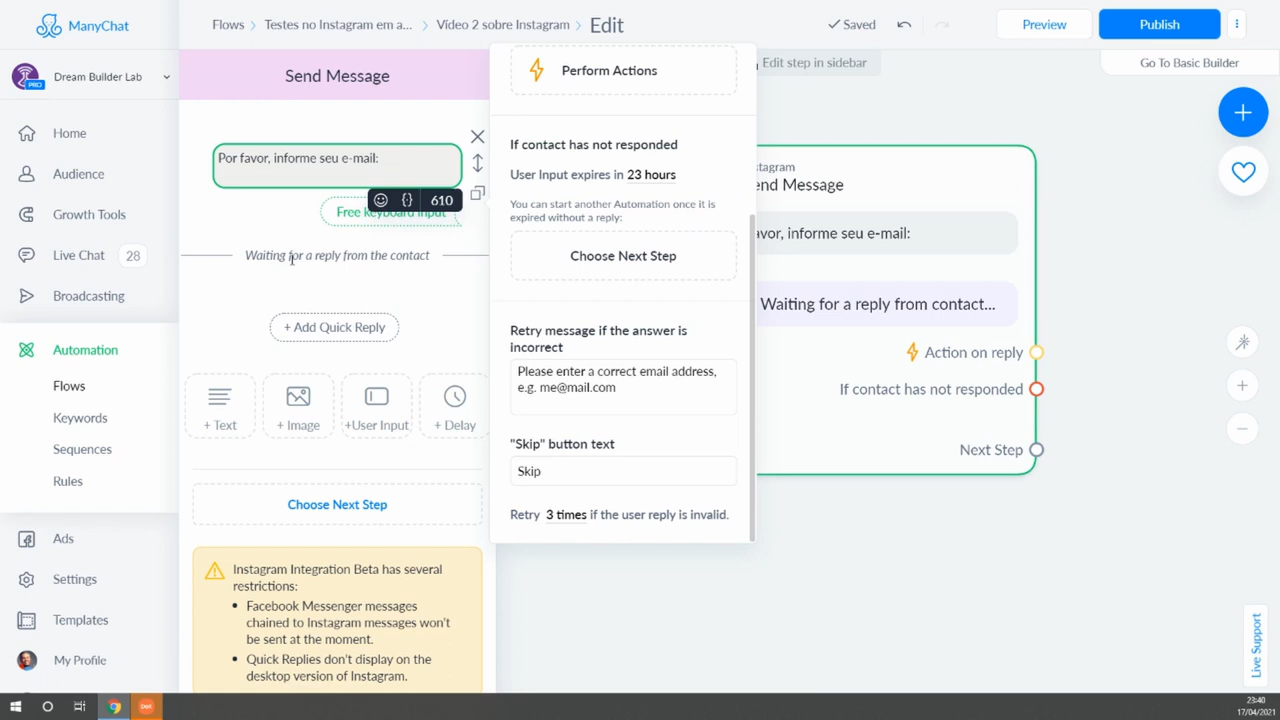 ManyChat
Flows
Testes no Instagram em a...
Vídeo 2 sobre Instagram
Edit
Saved
Preview
Publish
Dream Builder Lab
PRO
Home
Audience
Growth Tools
Live Chat
28
Broadcasting
Automation
Flows
Keywords
Sequences
Rules
Ads
Settings
Templates
My Profile
Send Message
Por favor, informe seu e-mail:
610
Free keyboard input
Waiting for a reply from the contact
+ Add Quick Reply
+ Text
+ Image
+User Input
+ Delay
Choose Next Step
Instagram Integration Beta has several
restrictions:
Facebook Messenger messages
chained to Instagram messages won't
be sent at the moment.
Quick Replies don't display on the
desktop version of Instagram.
Perform Actions
If contact has not responded
User Input expires in 23 hours
You can start another Automation once it is
expired without a reply:
Choose Next Step
Retry message if the answer is
incorrect
Please enter a correct email address,
e.g. me@mail.com
"Skip" button text
Skip
Retry 3 times if the user reply is invalid.
Edit step in sidebar
Go To Basic Builder
stagram
end Message
avor, informe seu e-mail:
Waiting for a reply from contact...
Action on reply
If contact has not responded
Next Step
Live Support
23:40
17/04/2021